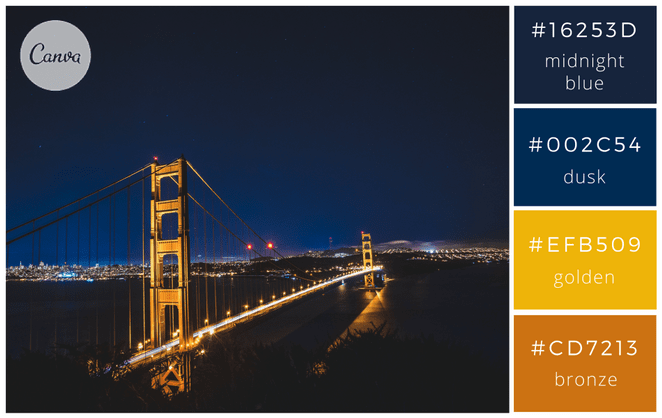 Canva
#16253D
midnight
blue
#002C54
dusk
#EFB509
golden
#CD7213
bronze